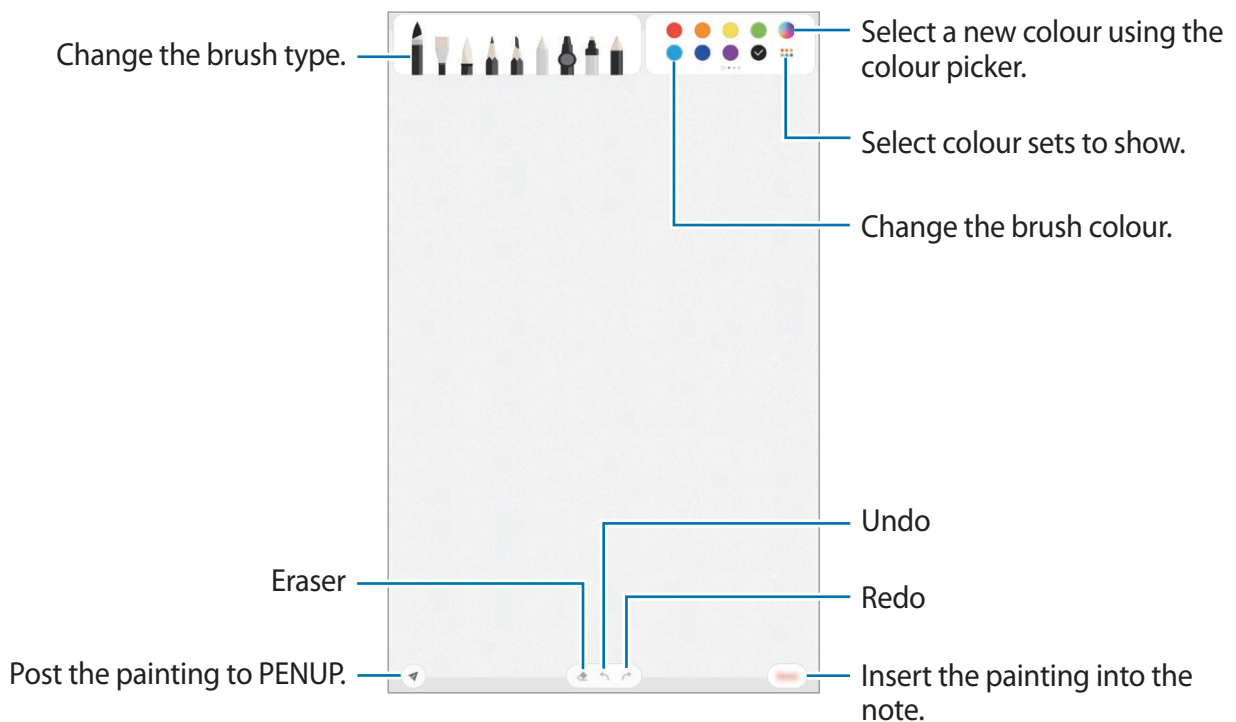 Change the brush type.
Select a new colour using the
colour picker.
Select colour sets to show.
Change the brush colour.
Undo
Eraser
Redo
Post the painting to PENUP.
Insert the painting into the
note.